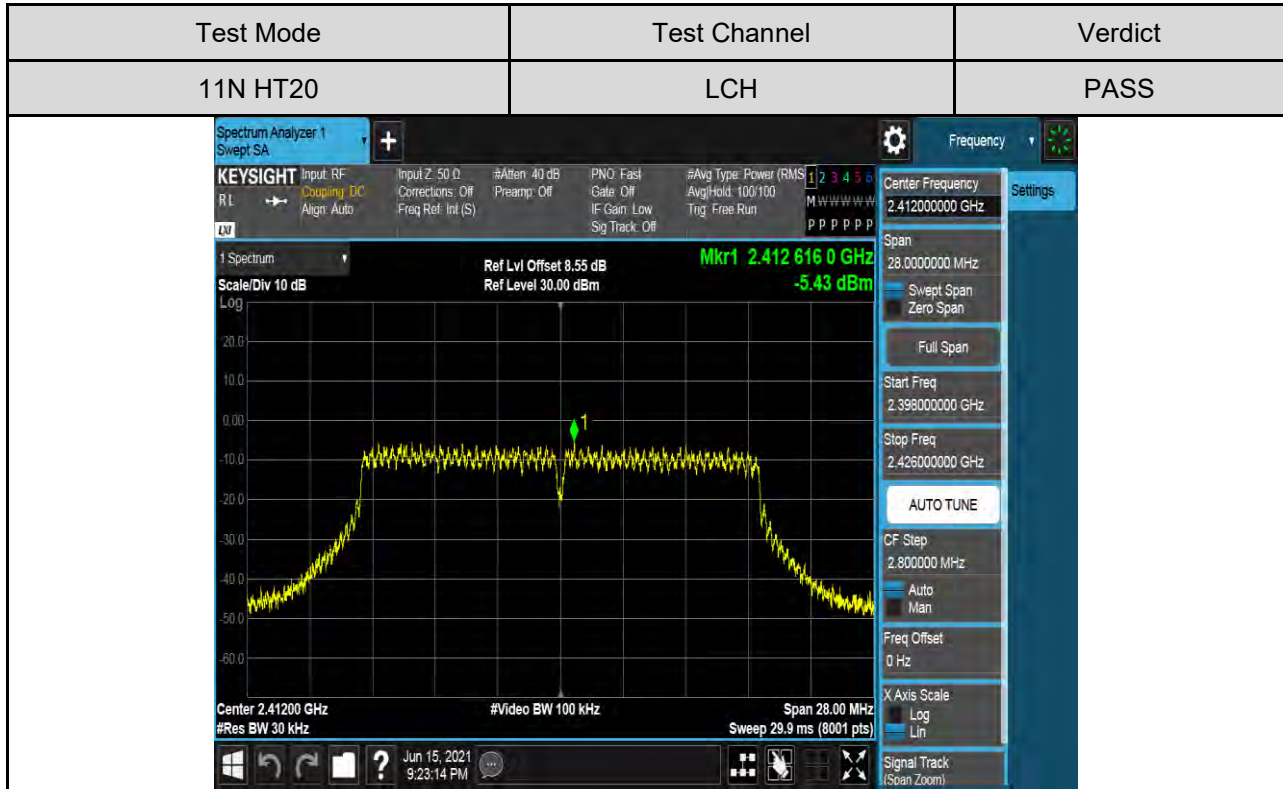 Test Mode Test Channel Verdict
11N HT20 LCH PASS
Spectrum Analyzer 1
Swept SA
+
Frequency
KEYSIGHT
RL
LXI
Input: RF
Coupling: DC
Align: Auto
Input Z: 50 Ω
Corrections: Off
Freq Ref: Int (S)
#Atten: 40 dB
Preamp: Off
PNO: Fast
Gate: Off
IF Gain: Low
Sig Track: Off
#Avg Type: Power (RMS
Avg|Hold: 100/100
Trig: Free Run
1 2 3 4 5 6
M W W W W W
P P P P P P
1 Spectrum
Scale/Div 10 dB
Ref Lvl Offset 8.55 dB
Ref Level 30.00 dBm
Mkr1 2.412 616 0 GHz
-5.43 dBm
Log
20.0
10.0
0.00
-10.0
-20.0
-30.0
-40.0
-50.0
-60.0
1
Center 2.41200 GHz
#Res BW 30 kHz
#Video BW 100 kHz
Span 28.00 MHz
Sweep 29.9 ms (8001 pts)
?
Jun 15, 2021
9:23:14 PM
Center Frequency
2.412000000 GHz
Settings
Span
28.0000000 MHz
Swept Span
Zero Span
Full Span
Start Freq
2.398000000 GHz
Stop Freq
2.426000000 GHz
AUTO TUNE
CF Step
2.800000 MHz
Auto
Man
Freq Offset
0 Hz
X Axis Scale
Log
Lin
Signal Track
(Span Zoom)